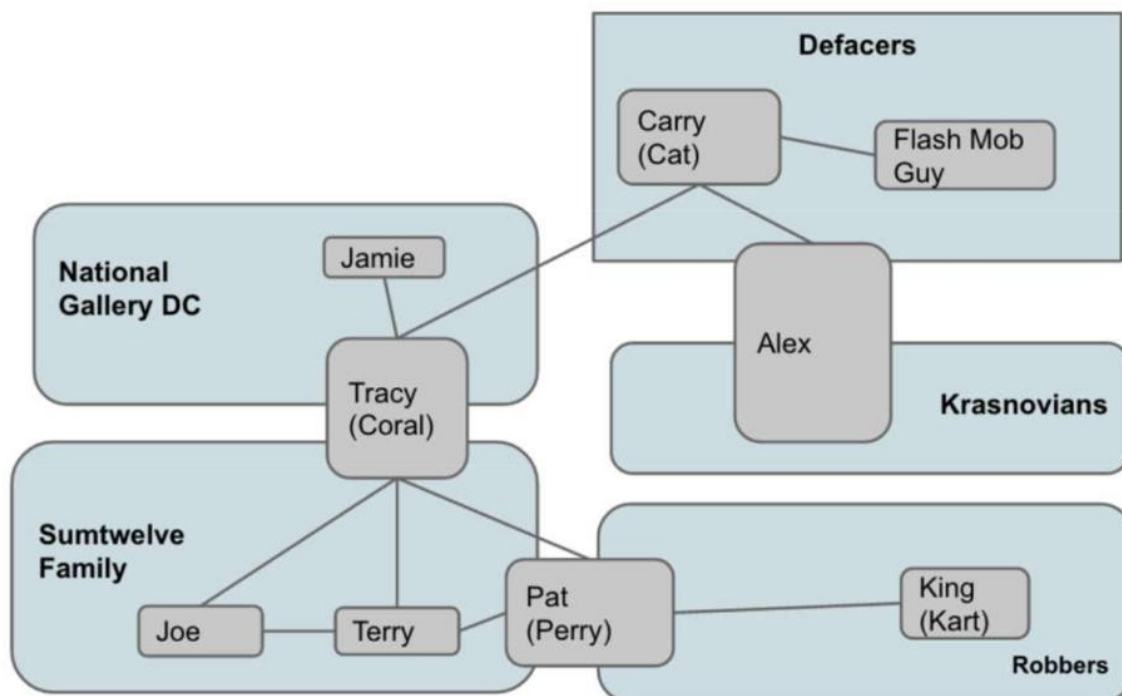 Defacers
Carry
(Cat)
Flash Mob
Guy
National
Gallery DC
Jamie
Alex
Tracy
(Coral)
Krasnovians
Sumtwelve
Family
Joe
Terry
Pat
(Perry)
King
(Kart)
Robbers